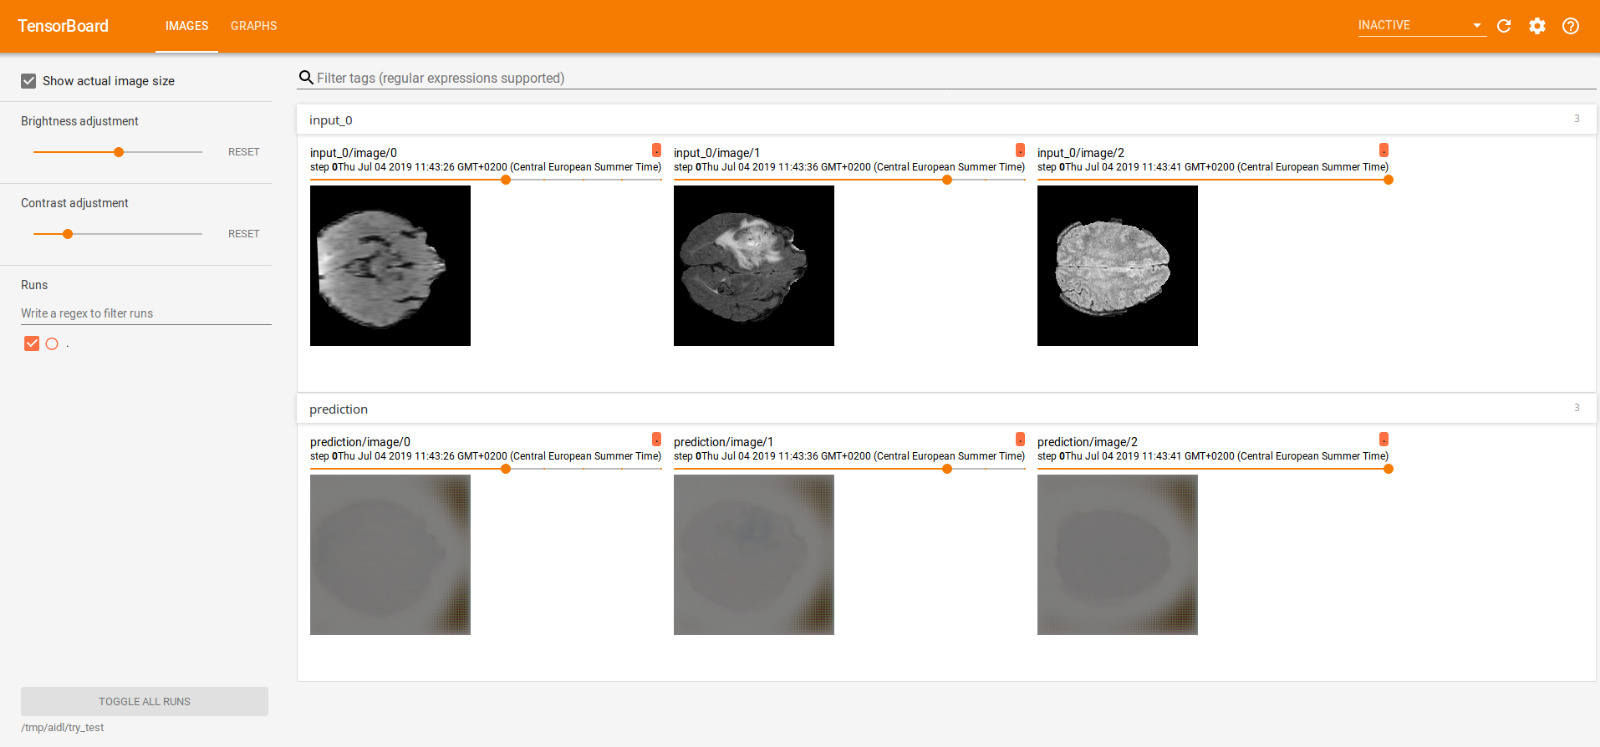 TensorBoard IMAGES GRAPHS INACTIVE
Show actual image size
Brightness adjustment
RESET
Contrast adjustment
RESET
Runs
Write a regex to filter runs
.
TOGGLE ALL RUNS
/tmp/aidl/try_test
Filter tags (regular expressions supported)
input_0 3
input_0/image/0 .
step 0Thu Jul 04 2019 11:43:26 GMT+0200 (Central European Summer Time)
input_0/image/1 .
step 0Thu Jul 04 2019 11:43:36 GMT+0200 (Central European Summer Time)
input_0/image/2 .
step 0Thu Jul 04 2019 11:43:41 GMT+0200 (Central European Summer Time)
prediction 3
prediction/image/0 .
step 0Thu Jul 04 2019 11:43:26 GMT+0200 (Central European Summer Time)
prediction/image/1 .
step 0Thu Jul 04 2019 11:43:36 GMT+0200 (Central European Summer Time)
prediction/image/2 .
step 0Thu Jul 04 2019 11:43:41 GMT+0200 (Central European Summer Time)